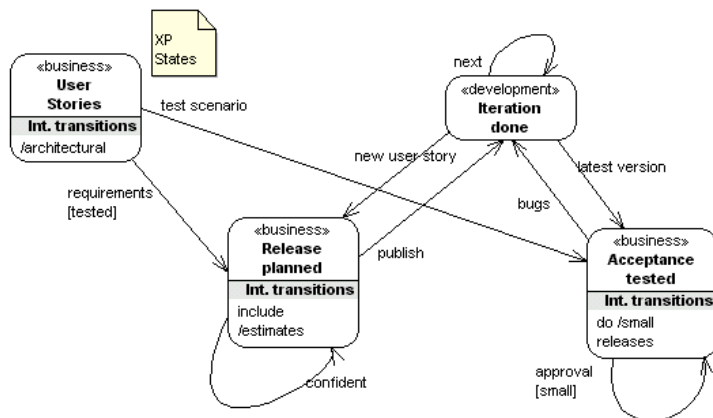 XP
States
«business»
User
Stories
Int. transitions
/architectural
test scenario
requirements
[tested]
next
«development»
Iteration
done
new user story
latest version
bugs
publish
«business»
Release
planned
Int. transitions
include
/estimates
confident
«business»
Acceptance
tested
Int. transitions
do /small
releases
approval
[small]